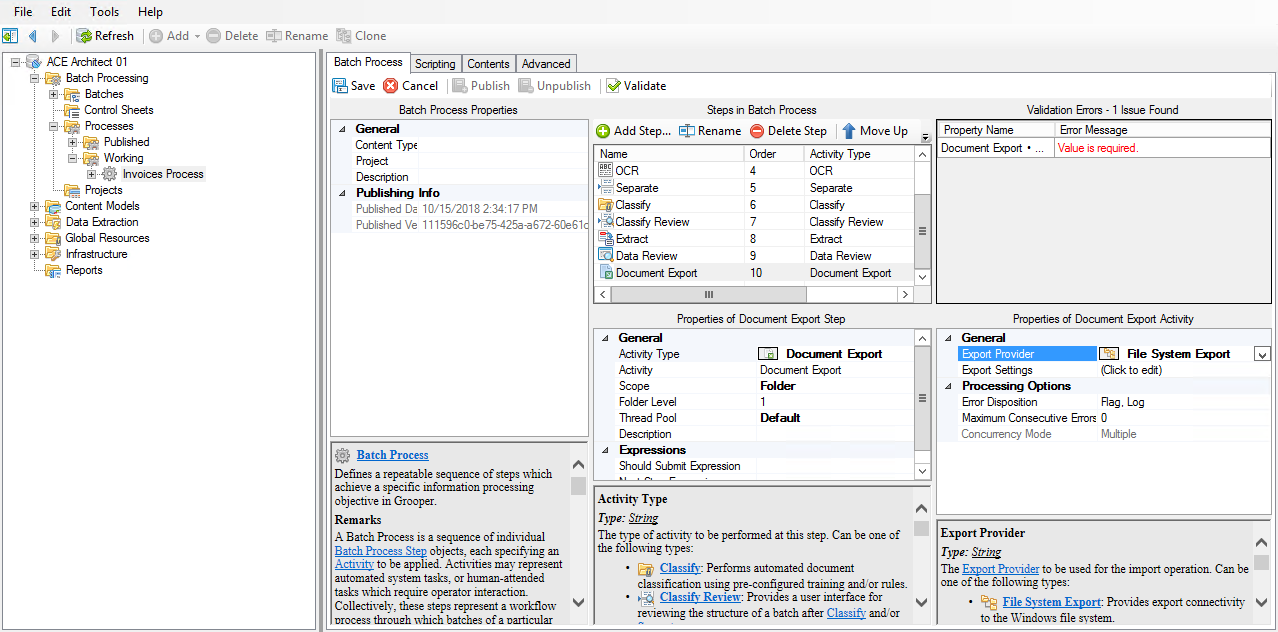 File Edit Tools Help
Refresh Add Delete Rename Clone
ACE Architect 01
Batch Processing
Batches
Control Sheets
Processes
Published
Working
Invoices Process
Projects
Content Models
Data Extraction
Global Resources
Infrastructure
Reports
Batch Process Scripting Contents Advanced
Save Cancel Publish Unpublish Validate
Batch Process Properties
General
Content Type
Project
Description
Publishing Info
Published Da 10/15/2018 2:34:17 PM
Published Ve 111596c0-be75-425a-a672-60e61c
Batch Process
Defines a repeatable sequence of steps which
achieve a specific information processing
objective in Grooper.
Remarks
A Batch Process is a sequence of individual
Batch Process Step objects, each specifying an
Activity to be applied. Activities may represent
automated system tasks, or human-attended
tasks which require operator interaction.
Collectively, these steps represent a workflow
process through which batches of a particular
Steps in Batch Process
Add Step... Rename Delete Step Move Up
Name Order Activity Type
OCR 4 OCR
Separate 5 Separate
Classify 6 Classify
Classify Review 7 Classify Review
Extract 8 Extract
Data Review 9 Data Review
Document Export 10 Document Export
Properties of Document Export Step
General
Activity Type Document Export
Activity Document Export
Scope Folder
Folder Level 1
Thread Pool Default
Description
Expressions
Should Submit Expression
Activity Type
Type: String
The type of activity to be performed at this step. Can be one of
the following types:
• Classify: Performs automated document
classification using pre-configured training and/or rules.
• Classify Review: Provides a user interface for
reviewing the structure of a batch after Classify and/or
Validation Errors - 1 Issue Found
Property Name Error Message
Document Export • ... Value is required.
Properties of Document Export Activity
General
Export Provider File System Export
Export Settings (Click to edit)
Processing Options
Error Disposition Flag, Log
Maximum Consecutive Errors 0
Concurrency Mode Multiple
Export Provider
Type: String
The Export Provider to be used for the import operation. Can be
one of the following types:
• File System Export: Provides export connectivity
to the Windows file system.